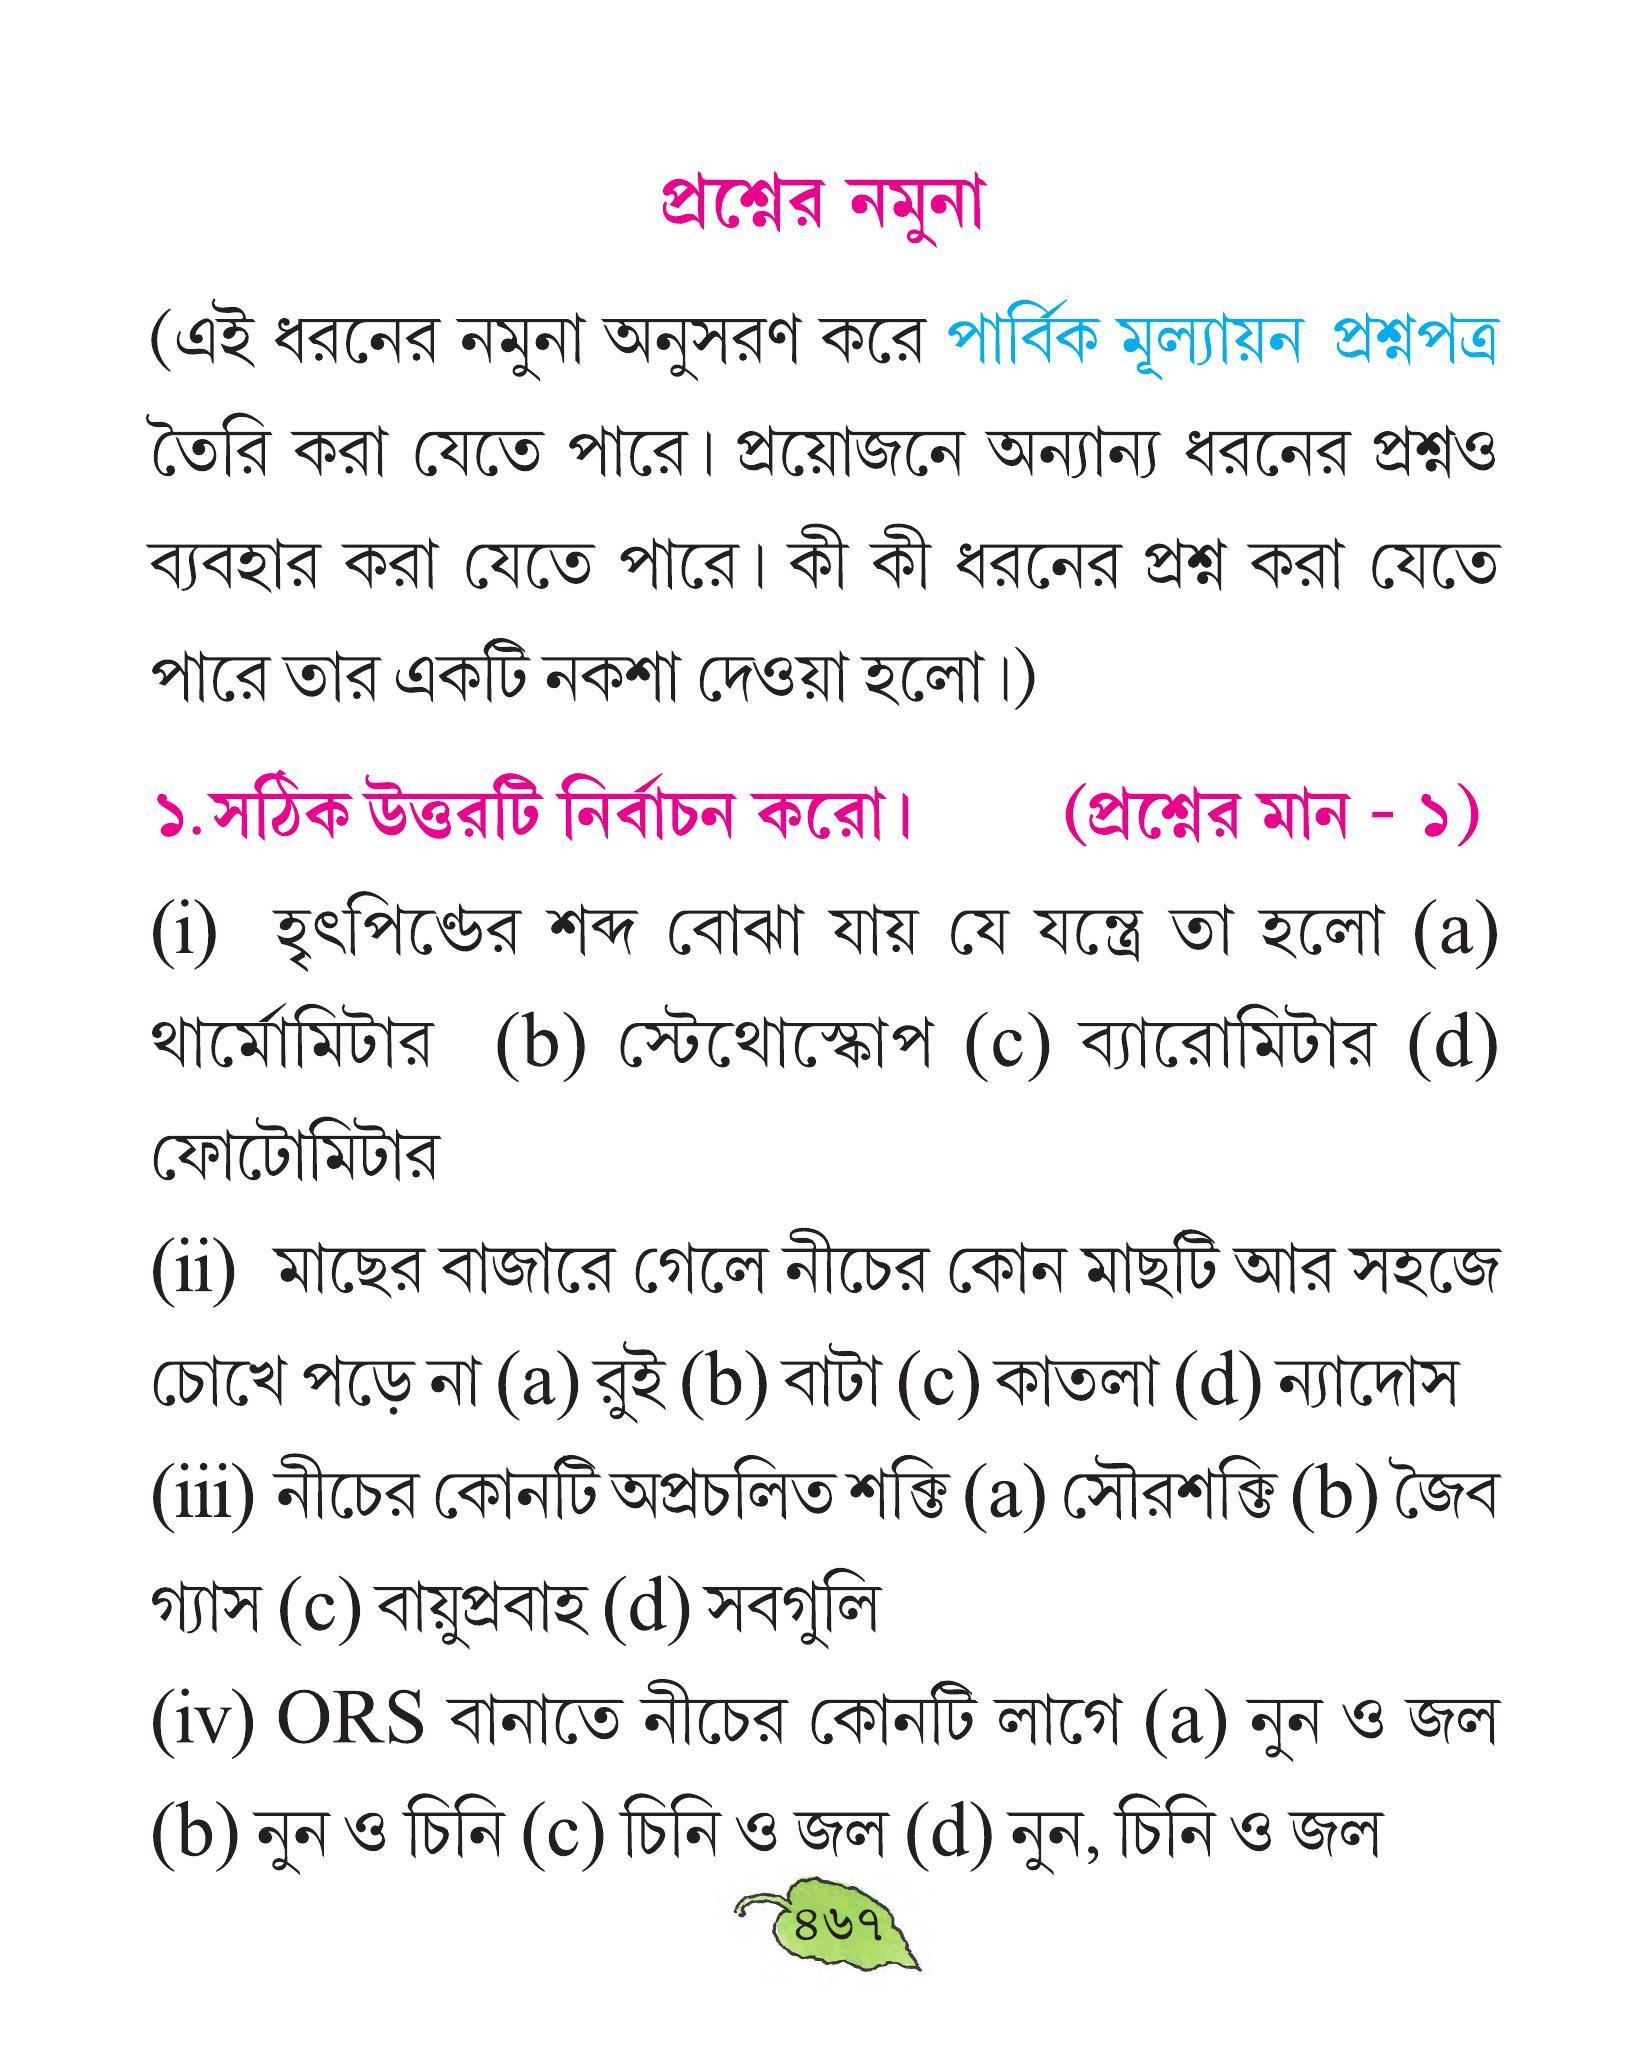 প্রশ্নের নমুনা
(এই ধরনের নমুনা অনুসরণ করে পার্বিক মূল্যায়ন প্রশ্নপত্র
তৈরি করা যেতে পারে। প্রয়োজনে অন্যান্য ধরনের প্রশ্নও
ব্যবহার করা যেতে পারে। কী কী ধরনের প্রশ্ন করা যেতে
পারে তার একটি নকশা দেওয়া হলো।)
১. সঠিক উত্তরটি নির্বাচন করো। (প্রশ্নের মান - ১)
(i) হৃৎপিণ্ডের শব্দ বোঝা যায় যে যন্ত্রে তা হলো (a)
থার্মোমিটার (b) স্টেথোস্কোপ (c) ব্যারোমিটার (d)
ফোটোমিটার
(ii) মাছের বাজারে গেলে নীচের কোন মাছটি আর সহজে
চোখে পড়ে না (a) রুই (b) বাটা (c) কাতলা (d) ন্যাদোস
(iii) নীচের কোনটি অপ্রচলিত শক্তি (a) সৌরশক্তি (b) জৈব
গ্যাস (c) বায়ুপ্রবাহ (d) সবগুলি
(iv) ORS বানাতে নীচের কোনটি লাগে (a) নুন ও জল
(b) নুন ও চিনি (c) চিনি ও জল (d) নুন, চিনি ও জল
৪৬৭